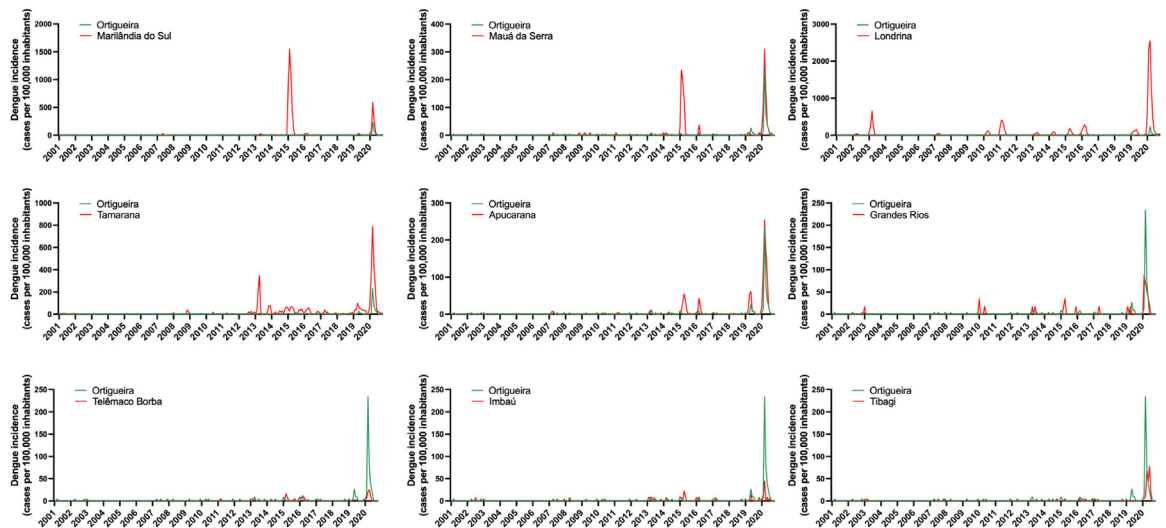 Dengue incidence
(cases per 100,000 inhabitants)
Ortigueira
Marilândia do Sul
2000
1500
1000
500
0
2001 2002 2003 2004 2005 2006 2007 2008 2009 2010 2011 2012 2013 2014 2015 2016 2017 2018 2019 2020
Dengue incidence
(cases per 100,000 inhabitants)
Ortigueira
Mauá da Serra
400
300
200
100
0
2001 2002 2003 2004 2005 2006 2007 2008 2009 2010 2011 2012 2013 2014 2015 2016 2017 2018 2019 2020
Dengue incidence
(cases per 100,000 inhabitants)
Ortigueira
Londrina
3000
2000
1000
0
2001 2002 2003 2004 2005 2006 2007 2008 2009 2010 2011 2012 2013 2014 2015 2016 2017 2018 2019 2020
Dengue incidence
(cases per 100,000 inhabitants)
Ortigueira
Tamarana
1000
800
600
400
200
0
2001 2002 2003 2004 2005 2006 2007 2008 2009 2010 2011 2012 2013 2014 2015 2016 2017 2018 2019 2020
Dengue incidence
(cases per 100,000 inhabitants)
Ortigueira
Apucarana
300
200
100
0
2001 2002 2003 2004 2005 2006 2007 2008 2009 2010 2011 2012 2013 2014 2015 2016 2017 2018 2019 2020
Dengue incidence
(cases per 100,000 inhabitants)
Ortigueira
Grandes Rios
250
200
150
100
50
0
2001 2002 2003 2004 2005 2006 2007 2008 2009 2010 2011 2012 2013 2014 2015 2016 2017 2018 2019 2020
Dengue incidence
(cases per 100,000 inhabitants)
Ortigueira
Telêmaco Borba
250
200
150
100
50
0
2001 2002 2003 2004 2005 2006 2007 2008 2009 2010 2011 2012 2013 2014 2015 2016 2017 2018 2019 2020
Dengue incidence
(cases per 100,000 inhabitants)
Ortigueira
Imbaú
250
200
150
100
50
0
2001 2002 2003 2004 2005 2006 2007 2008 2009 2010 2011 2012 2013 2014 2015 2016 2017 2018 2019 2020
Dengue incidence
(cases per 100,000 inhabitants)
Ortigueira
Tibagi
250
200
150
100
50
0
2001 2002 2003 2004 2005 2006 2007 2008 2009 2010 2011 2012 2013 2014 2015 2016 2017 2018 2019 2020